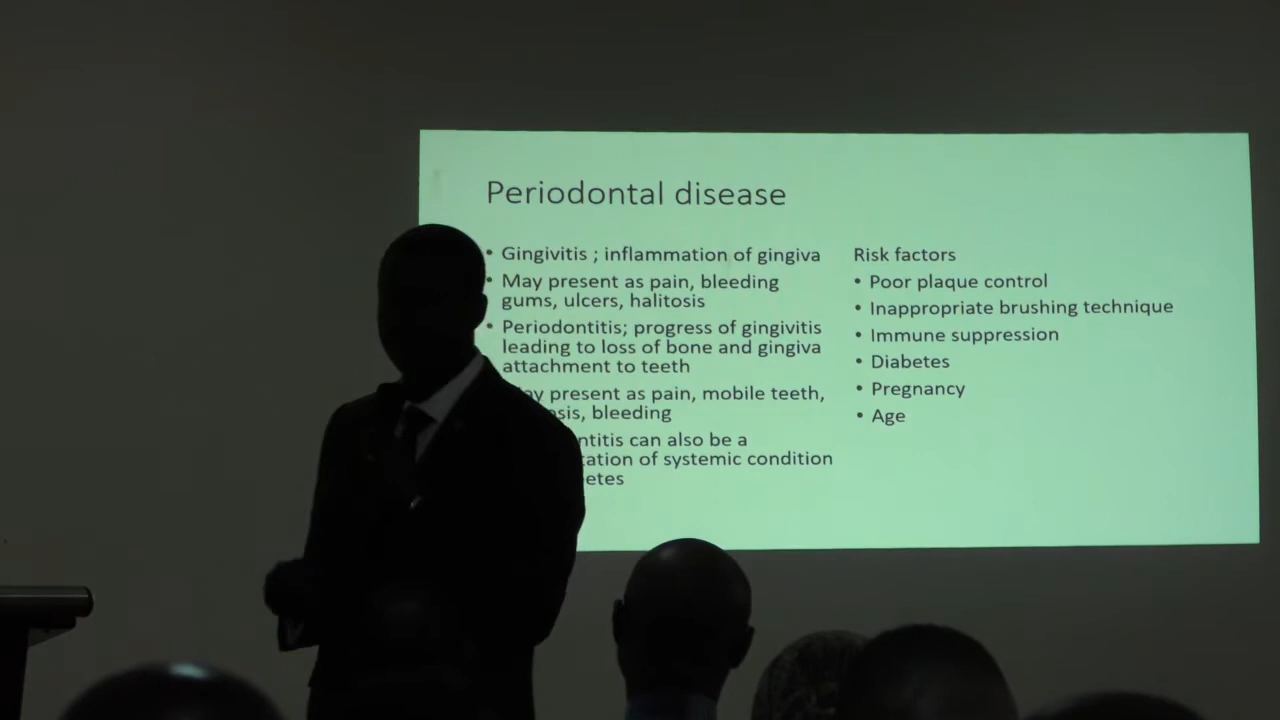 Periodontal disease
• Gingivitis ; inflammation of gingiva
• May present as pain, bleeding
gums, ulcers, halitosis
• Periodontitis; progress of gingivitis
leading to loss of bone and gingiva
attachment to teeth
present as pain, mobile teeth,
bleeding
can also be a
of systemic condition
Risk factors
• Poor plaque control
• Inappropriate brushing technique
• Immune suppression
• Diabetes
• Pregnancy
• Age